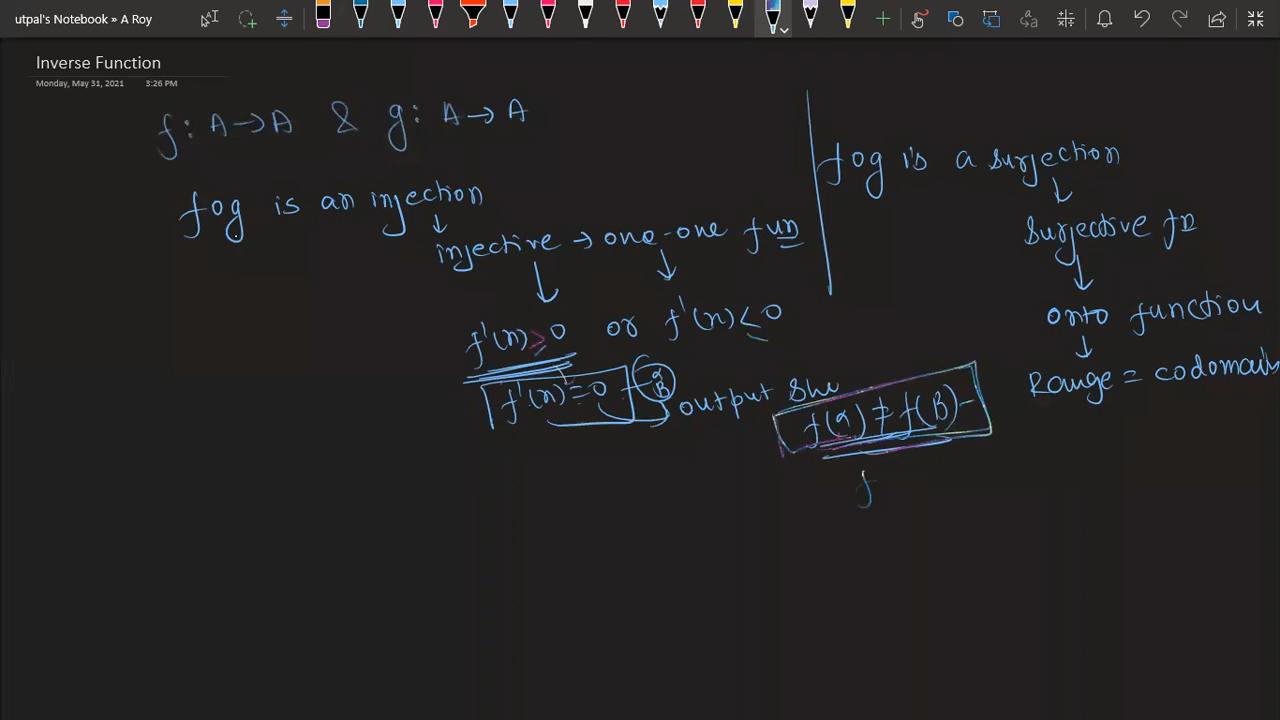 utpal's Notebook » A Roy
Inverse Function
Monday, May 31, 2021 3:26 PM
f: A→A & g: A→A
fog is an injection
↓
injective → one-one fun
↓ ↓
f'(n)≥0 or f'(n)<0
f'(n)=0 α β output she
f(α) ≠ f(β)
f
fog is a surjection
↓
Surjective fn
↓
onto function
↓
Range = codomain